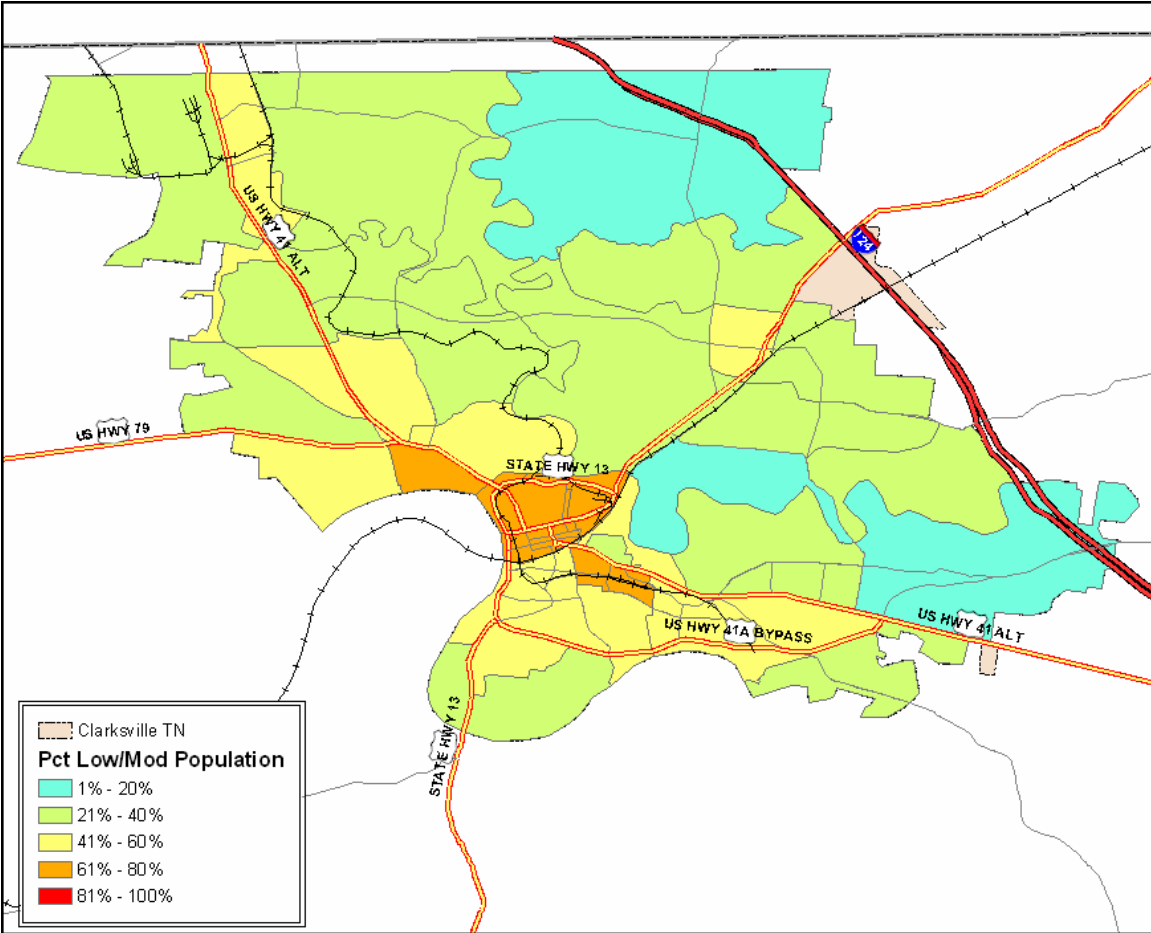 I 24
US HWY 41 ALT
US HWY 79
STATE HWY 13
US HWY 41A BYPASS
US HWY 41 ALT
STATE HWY 13
Clarksville TN
Pct Low/Mod Population
1% - 20%
21% - 40%
41% - 60%
61% - 80%
81% - 100%